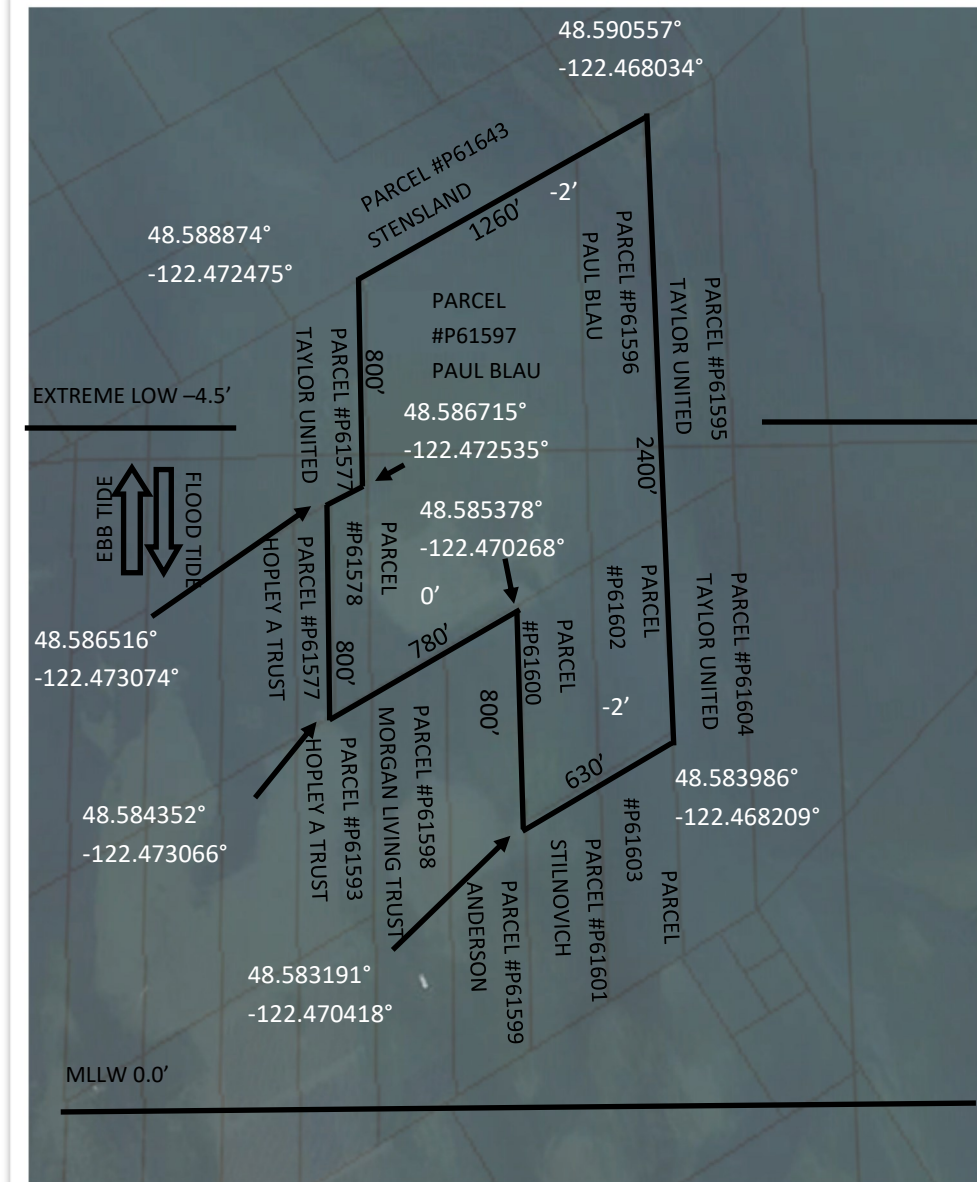 48.590557°
-122.468034°
PARCEL #P61643
STENSLAND
1260’
-2’
48.588874°
-122.472475°
PARCEL #P61596
PAUL BLAU
PARCEL #P61595
TAYLOR UNITED
PARCEL
#P61597
PAUL BLAU
PARCEL #P61577
TAYLOR UNITED
800’
EXTREME LOW –4.5’
48.586715°
-122.472535°
2400’
FLOOD TIDE
EBB TIDE
48.585378°
-122.470268°
PARCEL
#P61578
PARCEL #P61577
HOPLEY A TRUST
0’
800’
780’
PARCEL
#P61602
PARCEL #P61604
TAYLOR UNITED
PARCEL
#P61600
800’
-2’
48.586516°
-122.473074°
630’
48.583986°
-122.468209°
48.584352°
-122.473066°
PARCEL #P61593
HOPLEY A TRUST
PARCEL #P61598
MORGAN LIVING TRUST
PARCEL
#P61603
PARCEL #P61601
STILNOVICH
PARCEL #P61599
ANDERSON
48.583191°
-122.470418°
MLLW 0.0’